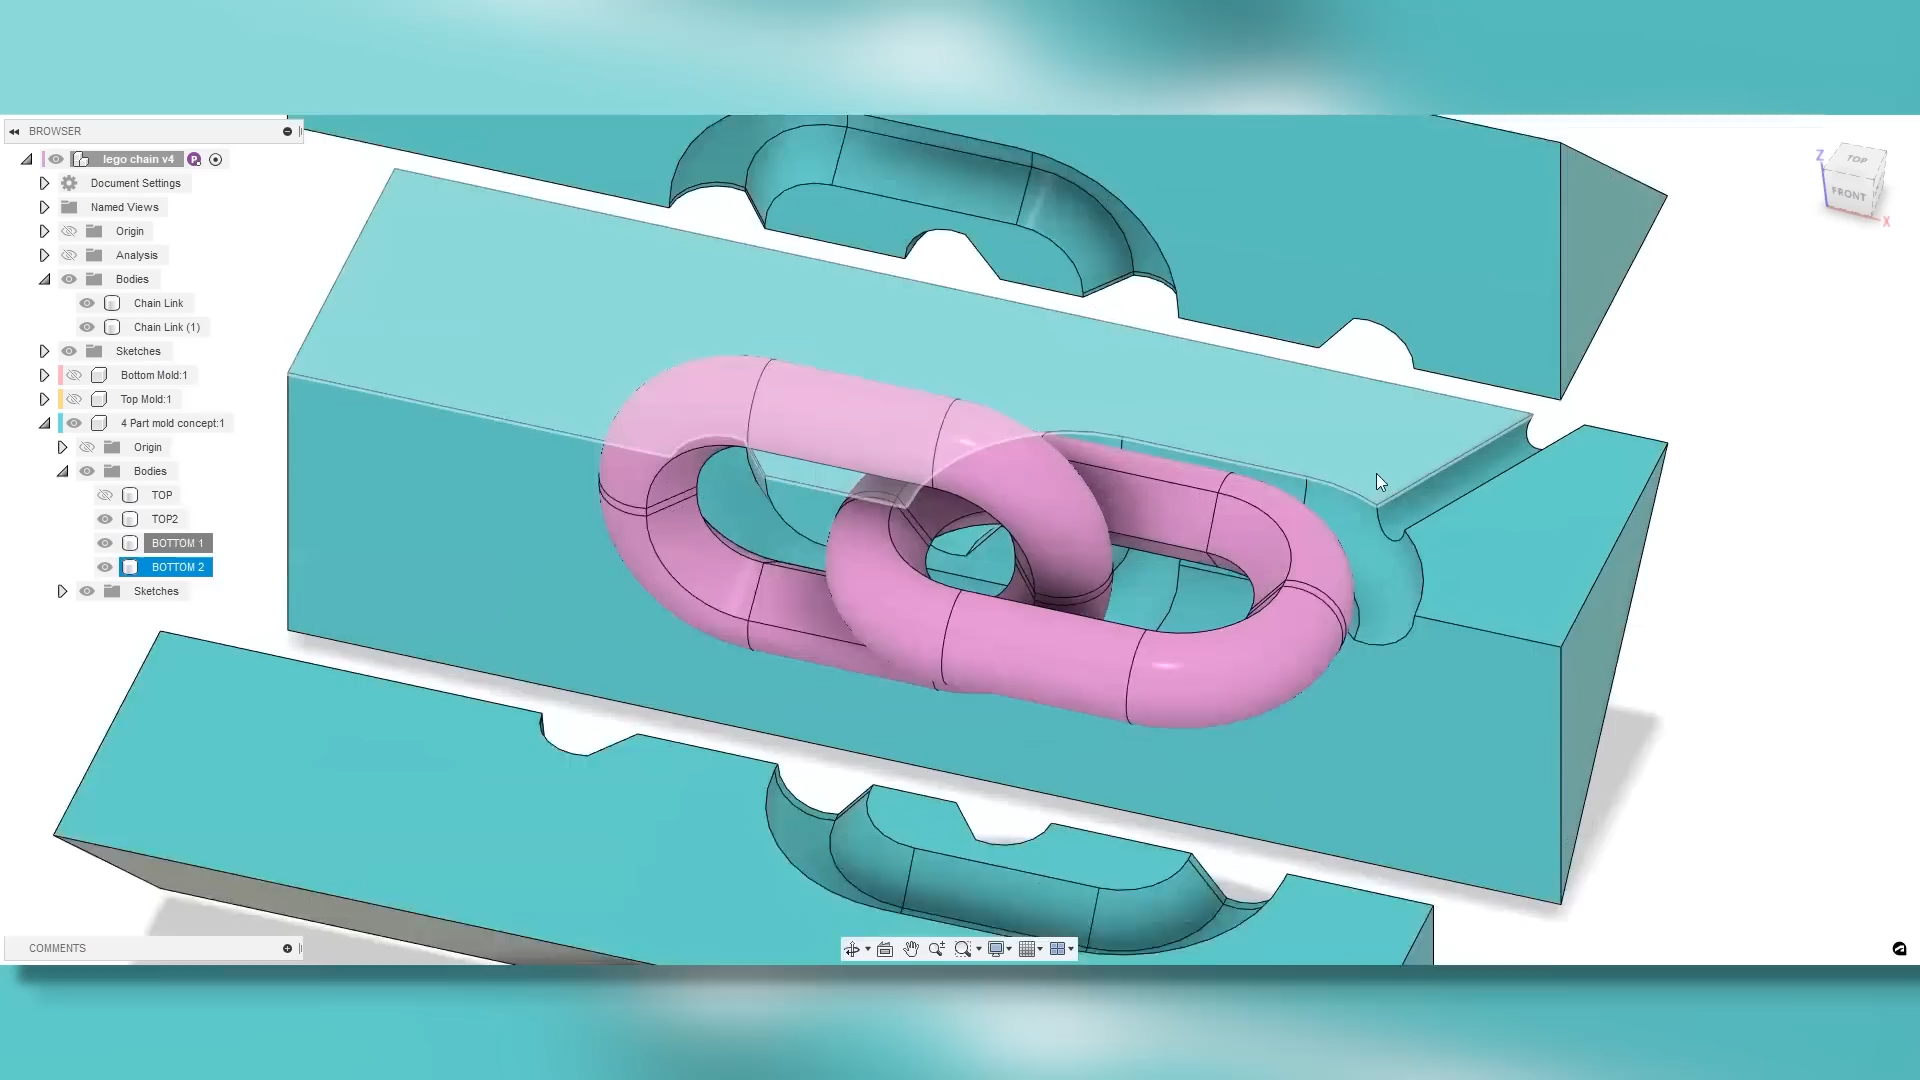 BROWSER
lego chain v4
Document Settings
Named Views
Origin
Analysis
Bodies
Chain Link
Chain Link (1)
Sketches
Bottom Mold:1
Top Mold:1
4 Part mold concept:1
Origin
Bodies
TOP
TOP2
BOTTOM 1
BOTTOM 2
Sketches
COMMENTS
Z
TOP
FRONT
X